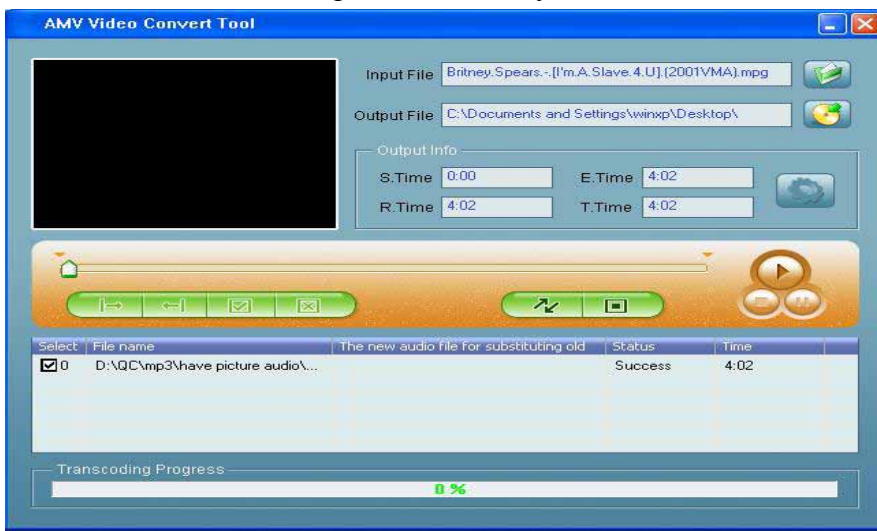 AMV Video Convert Tool
Input File Britney.Spears.-.[I'm.A.Slave.4.U].(2001VMA).mpg
Output File C:\Documents and Settings\winxp\Desktop\
Output Info
S.Time 0:00 E.Time 4:02
R.Time 4:02 T.Time 4:02
Select File name The new audio file for substituting old Status Time
0 D:\QC\mp3\have picture audio\... Success 4:02
Transcoding Progress
0 %